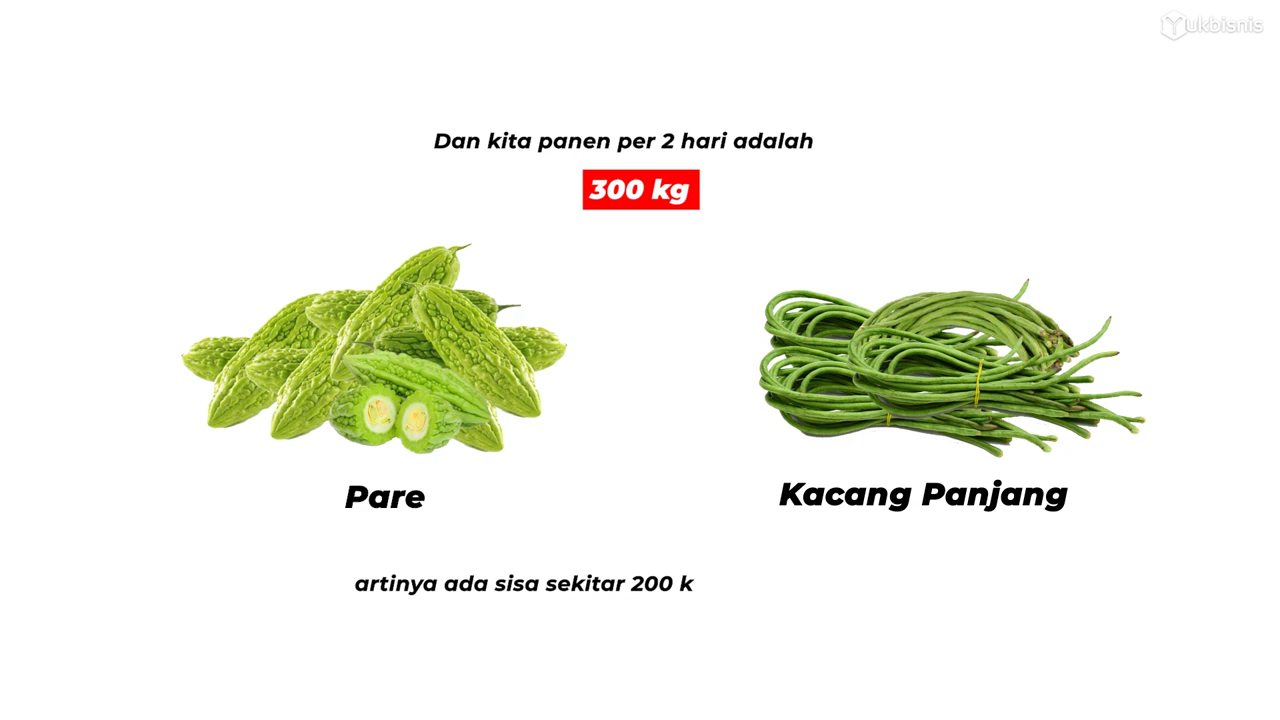 Yukbisnis
Dan kita panen per 2 hari adalah
300 kg
Pare
Kacang Panjang
artinya ada sisa sekitar 200 k